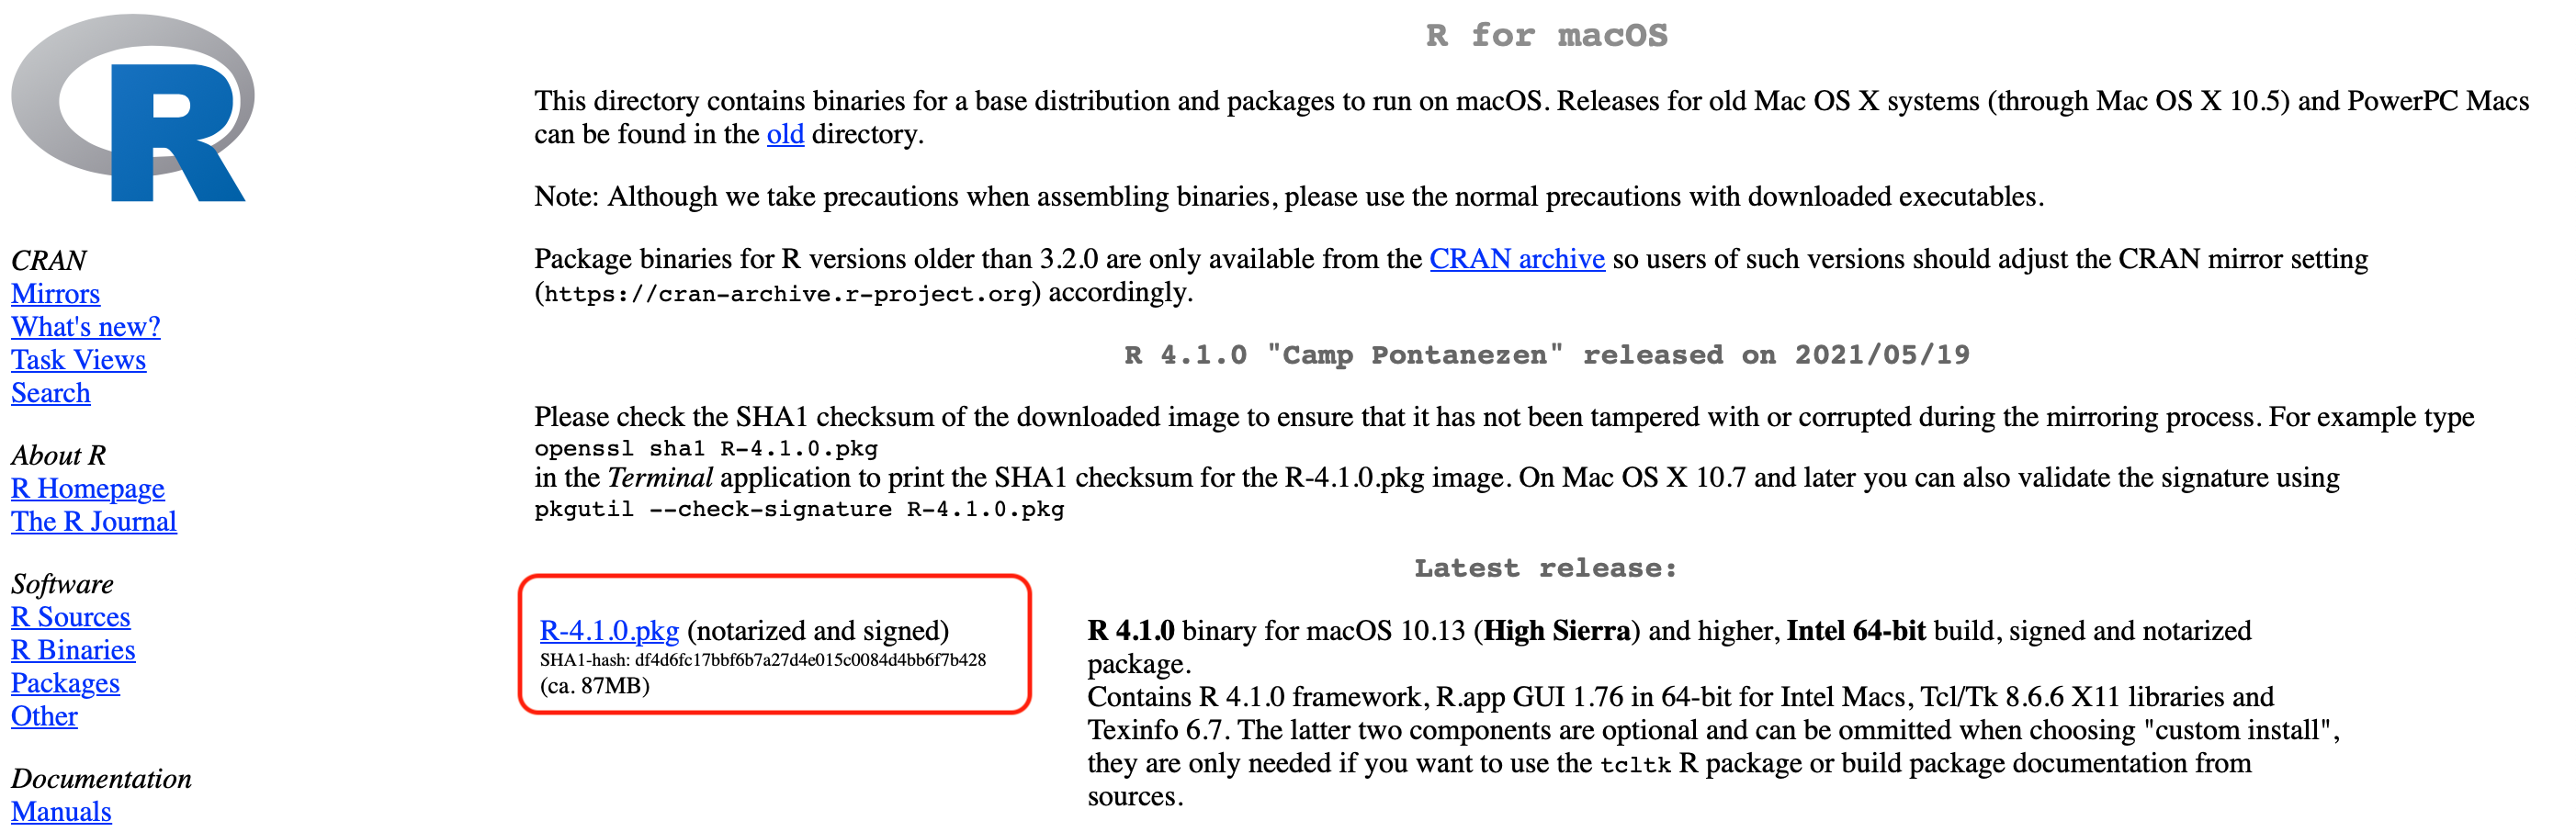 R
CRAN
Mirrors
What's new?
Task Views
Search
About R
R Homepage
The R Journal
Software
R Sources
R Binaries
Packages
Other
Documentation
Manuals
R for macOS
This directory contains binaries for a base distribution and packages to run on macOS. Releases for old Mac OS X systems (through Mac OS X 10.5) and PowerPC Macs
can be found in the old directory.
Note: Although we take precautions when assembling binaries, please use the normal precautions with downloaded executables.
Package binaries for R versions older than 3.2.0 are only available from the CRAN archive so users of such versions should adjust the CRAN mirror setting
(https://cran-archive.r-project.org) accordingly.
R 4.1.0 "Camp Pontanezen" released on 2021/05/19
Please check the SHA1 checksum of the downloaded image to ensure that it has not been tampered with or corrupted during the mirroring process. For example type
openssl sha1 R-4.1.0.pkg
in the Terminal application to print the SHA1 checksum for the R-4.1.0.pkg image. On Mac OS X 10.7 and later you can also validate the signature using
pkgutil --check-signature R-4.1.0.pkg
Latest release:
R-4.1.0.pkg (notarized and signed)
SHA1-hash: df4d6fc17bbf6b7a27d4e015c0084d4bb6f7b428
(ca. 87MB)
R 4.1.0 binary for macOS 10.13 (High Sierra) and higher, Intel 64-bit build, signed and notarized
package.
Contains R 4.1.0 framework, R.app GUI 1.76 in 64-bit for Intel Macs, Tcl/Tk 8.6.6 X11 libraries and
Texinfo 6.7. The latter two components are optional and can be ommitted when choosing "custom install",
they are only needed if you want to use the tcltk R package or build package documentation from
sources.